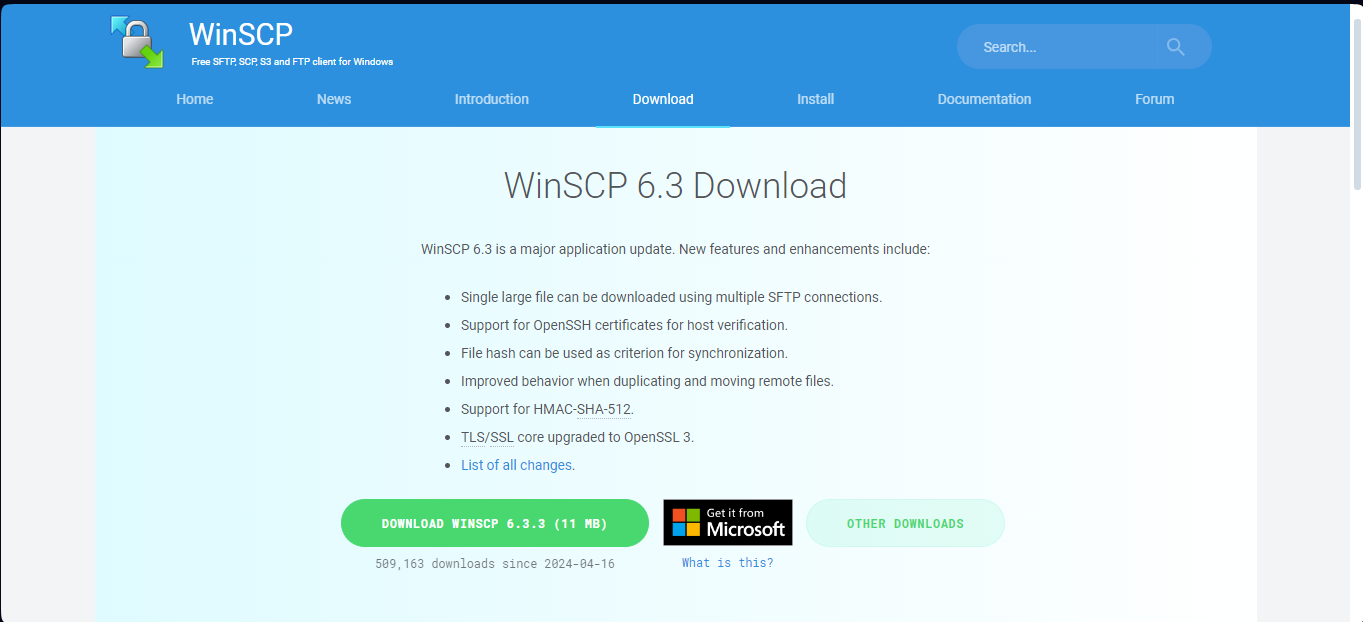 WinSCP
Free SFTP, SCP, S3 and FTP client for Windows
Search...
Home News Introduction Download Install Documentation Forum
WinSCP 6.3 Download
WinSCP 6.3 is a major application update. New features and enhancements include:
Single large file can be downloaded using multiple SFTP connections.
Support for OpenSSH certificates for host verification.
File hash can be used as criterion for synchronization.
Improved behavior when duplicating and moving remote files.
Support for HMAC-SHA-512.
TLS/SSL core upgraded to OpenSSL 3.
List of all changes.
DOWNLOAD WINSCP 6.3.3 (11 MB)
Get it from
Microsoft
OTHER DOWNLOADS
509,163 downloads since 2024-04-16
What is this?